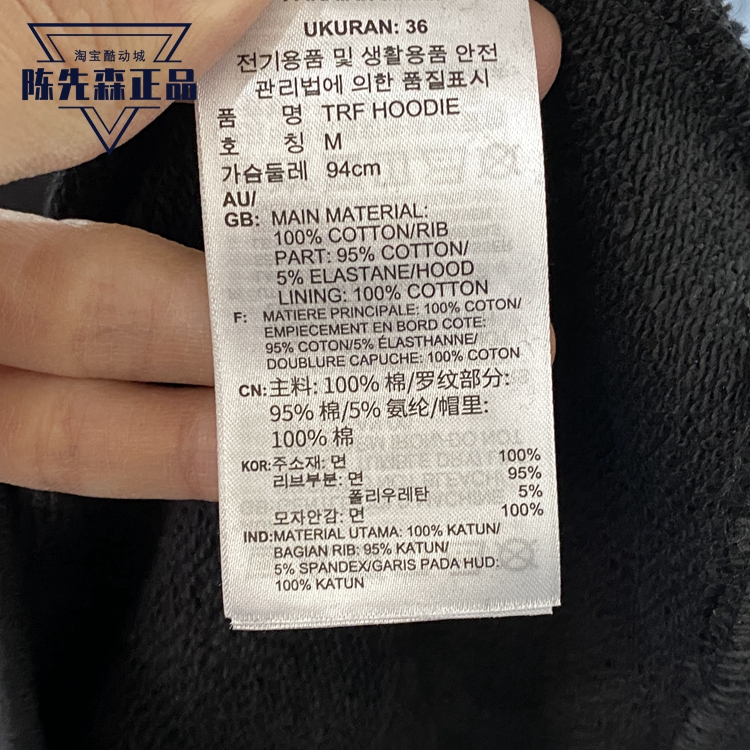 淘宝酷动城
陈先森正品
UKURAN: 36
전기용품 및 생활용품 안전
관리법에 의한 품질표시
품 명 TRF HOODIE
호 칭 M
가슴둘레 94cm
AU/
GB: MAIN MATERIAL:
100% COTTON/RIB
PART: 95% COTTON/
5% ELASTANE/HOOD
LINING: 100% COTTON
F: MATIERE PRINCIPALE: 100% COTON/
EMPIECEMENT EN BORD COTE:
95% COTON/5% ÉLASTHANNE/
DOUBLURE CAPUCHE: 100% COTON
CN: 主料: 100% 棉/罗纹部分:
95% 棉/5% 氨纶/帽里:
100% 棉
KOR: 주소재: 면 100%
리브부분: 면 95%
폴리우레탄 5%
모자안감: 면 100%
IND: MATERIAL UTAMA: 100% KATUN/
BAGIAN RIB: 95% KATUN/
5% SPANDEX/GARIS PADA HUD:
100% KATUN